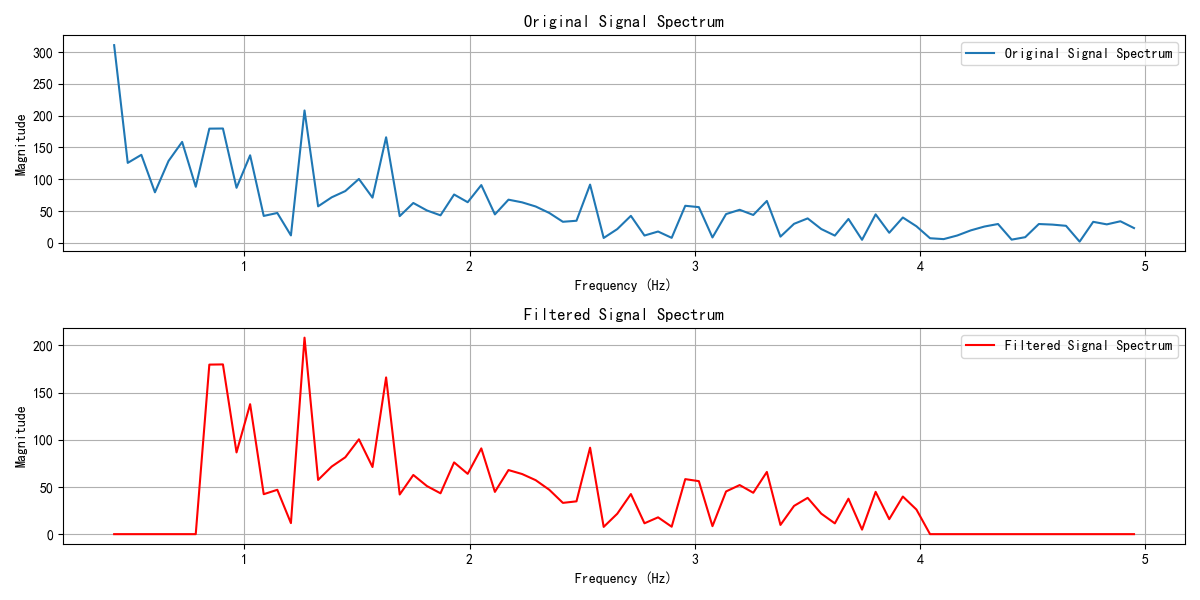 Original Signal Spectrum
300
250
200
150
100
50
0
Magnitude
Original Signal Spectrum
1
2
3
4
5
Frequency (Hz)
Filtered Signal Spectrum
200
150
100
50
0
Magnitude
Filtered Signal Spectrum
1
2
3
4
5
Frequency (Hz)